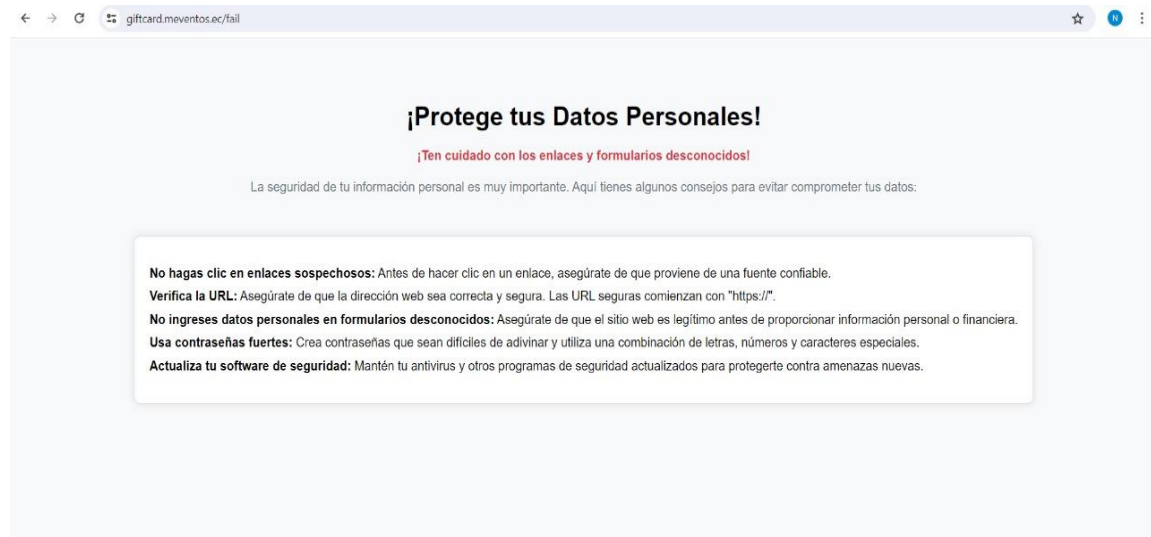 giftcard.meventos.ec/fail
N
¡Protege tus Datos Personales!
¡Ten cuidado con los enlaces y formularios desconocidos!
La seguridad de tu información personal es muy importante. Aquí tienes algunos consejos para evitar comprometer tus datos:
No hagas clic en enlaces sospechosos: Antes de hacer clic en un enlace, asegúrate de que proviene de una fuente confiable.
Verifica la URL: Asegúrate de que la dirección web sea correcta y segura. Las URL seguras comienzan con "https://".
No ingreses datos personales en formularios desconocidos: Asegúrate de que el sitio web es legítimo antes de proporcionar información personal o financiera.
Usa contraseñas fuertes: Crea contraseñas que sean difíciles de adivinar y utiliza una combinación de letras, números y caracteres especiales.
Actualiza tu software de seguridad: Mantén tu antivirus y otros programas de seguridad actualizados para protegerte contra amenazas nuevas.